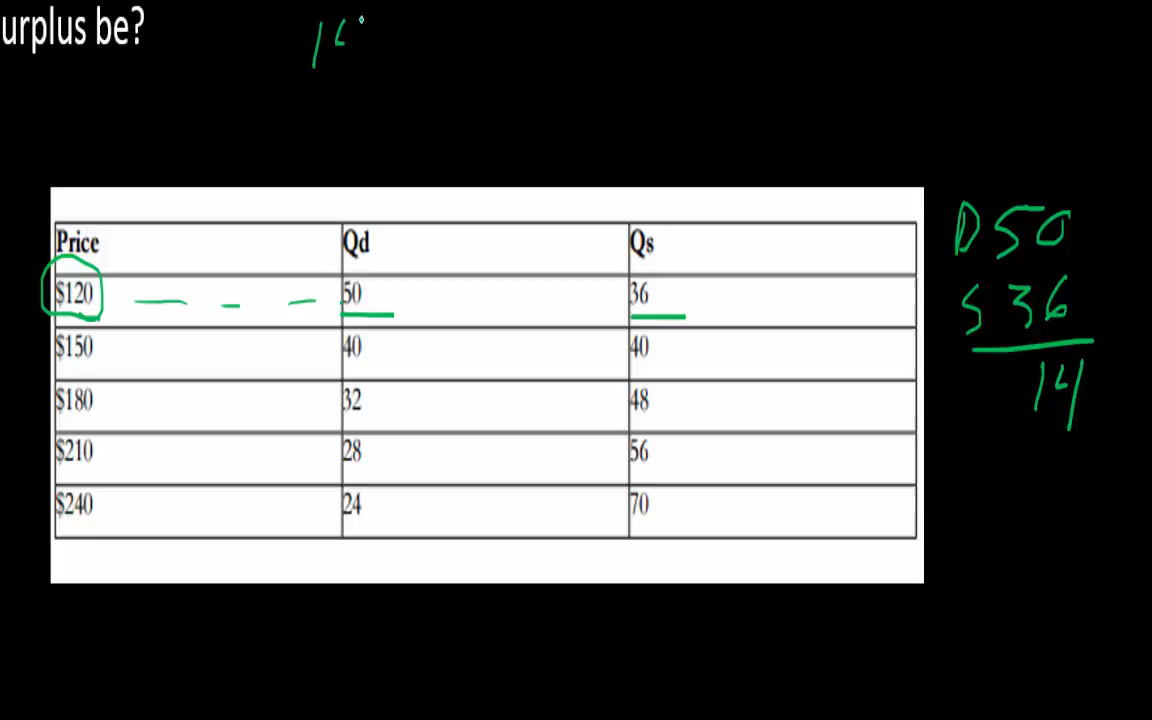 urplus be?
Price Qd Qs
$120 50 36
$150 40 40
$180 32 48
$210 28 56
$240 24 70
D 50
S 36
14